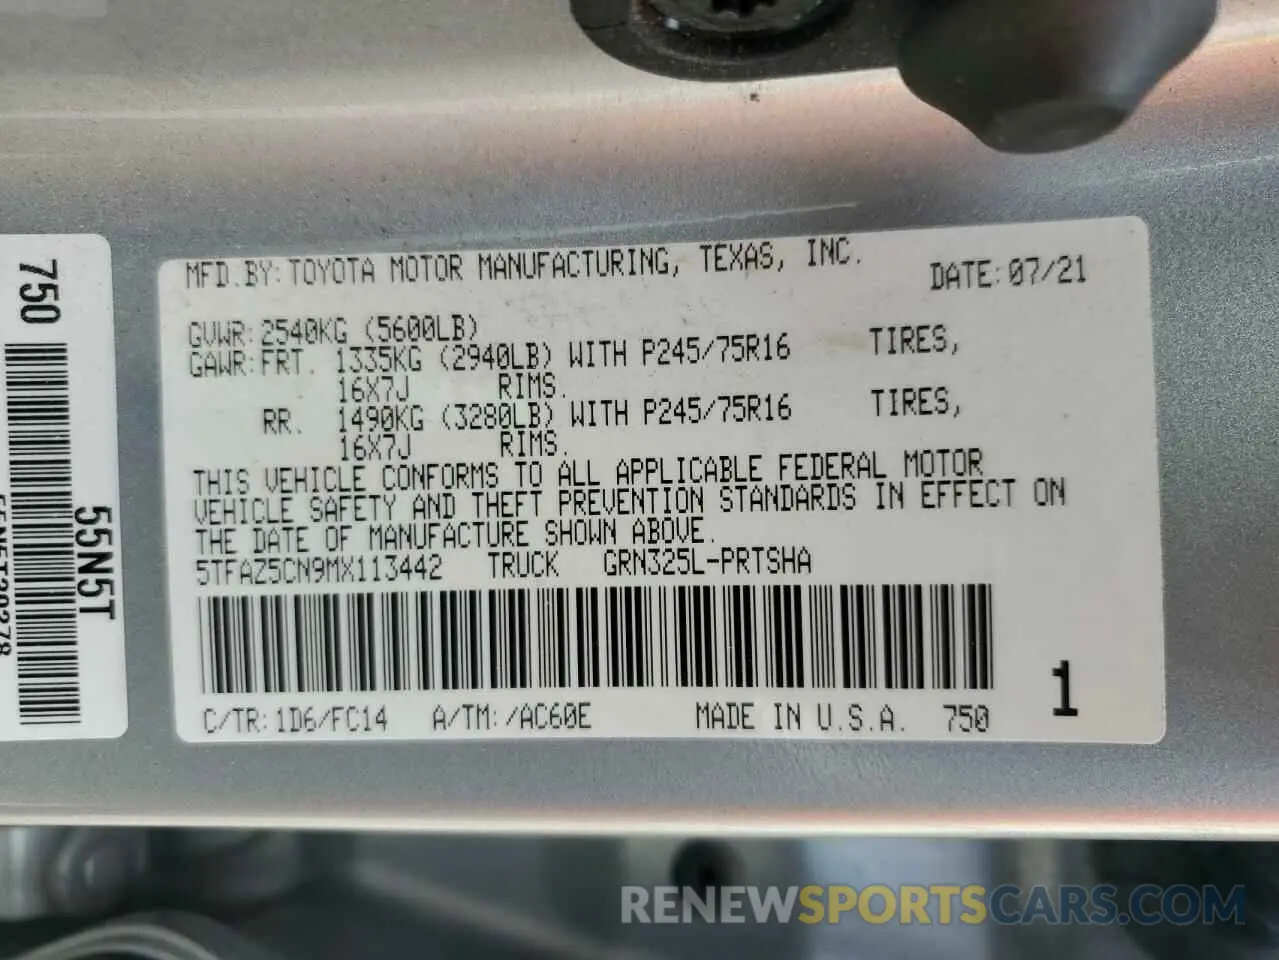 MFD.BY:TOYOTA MOTOR MANUFACTURING, TEXAS, INC.
DATE:07/21
GVWR:2540KG (5600LB)
GAWR:FRT. 1335KG (2940LB) WITH P245/75R16 TIRES,
16X7J RIMS.
RR. 1490KG (3280LB) WITH P245/75R16 TIRES,
16X7J RIMS.
THIS VEHICLE CONFORMS TO ALL APPLICABLE FEDERAL MOTOR
VEHICLE SAFETY AND THEFT PREVENTION STANDARDS IN EFFECT ON
THE DATE OF MANUFACTURE SHOWN ABOVE.
5TFAZ5CN9MX113442 TRUCK GRN325L-PRTSHA
C/TR:1D6/FC14 A/TM:/AC60E MADE IN U.S.A. 750
1
750
55N5T
RENEWSPORTSCARS.COM